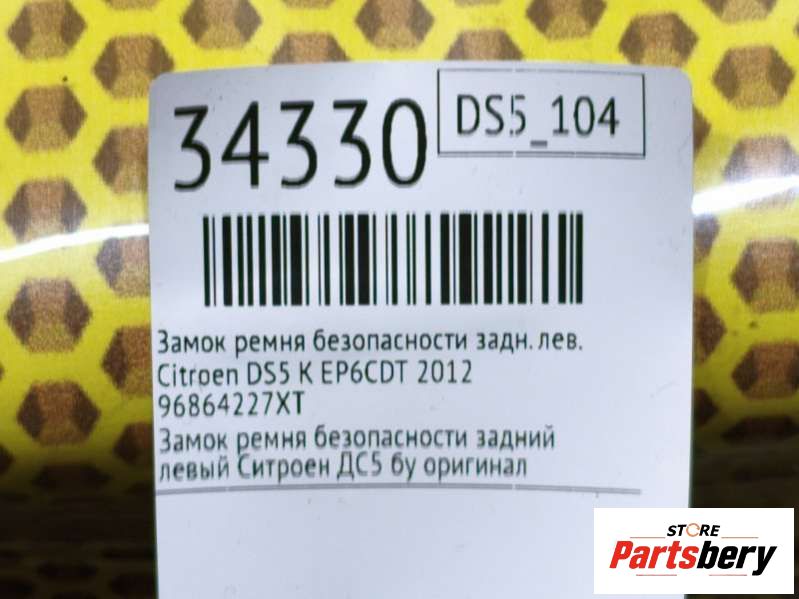 34330
DS5_104
Замок ремня безопасности задн. лев.
Citroen DS5 K EP6CDT 2012
96864227XT
Замок ремня безопасности задний
левый Ситроен ДС5 бу оригинал
STORE
Partsbery